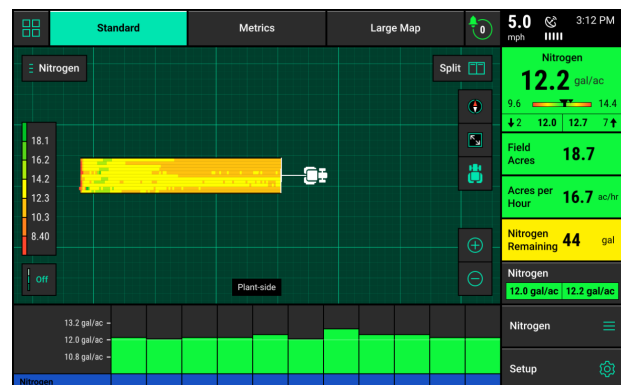 Standard
Metrics
Large Map
0
5.0
mph
3:12 PM
Nitrogen
Split
18.1
16.2
14.2
12.3
10.3
8.40
Off
Plant-side
13.2 gal/ac
12.0 gal/ac
10.8 gal/ac
Nitrogen
Nitrogen
12.2 gal/ac
9.6 14.4
2 12.0 12.7 7
Field
Acres
18.7
Acres per
Hour
16.7 ac/hr
Nitrogen
Remaining
44 gal
Nitrogen
12.0 gal/ac 12.2 gal/ac
Nitrogen
Setup